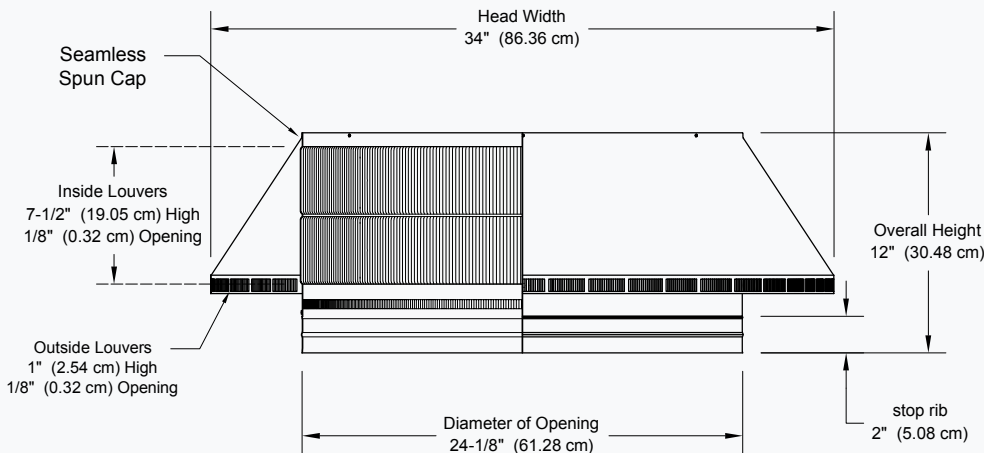 Head Width
34" (86.36 cm)
Seamless
Spun Cap
Inside Louvers
7-1/2" (19.05 cm) High
1/8" (0.32 cm) Opening
Overall Height
12" (30.48 cm)
Outside Louvers
1" (2.54 cm) High
1/8" (0.32 cm) Opening
Diameter of Opening
24-1/8" (61.28 cm)
stop rib
2" (5.08 cm)